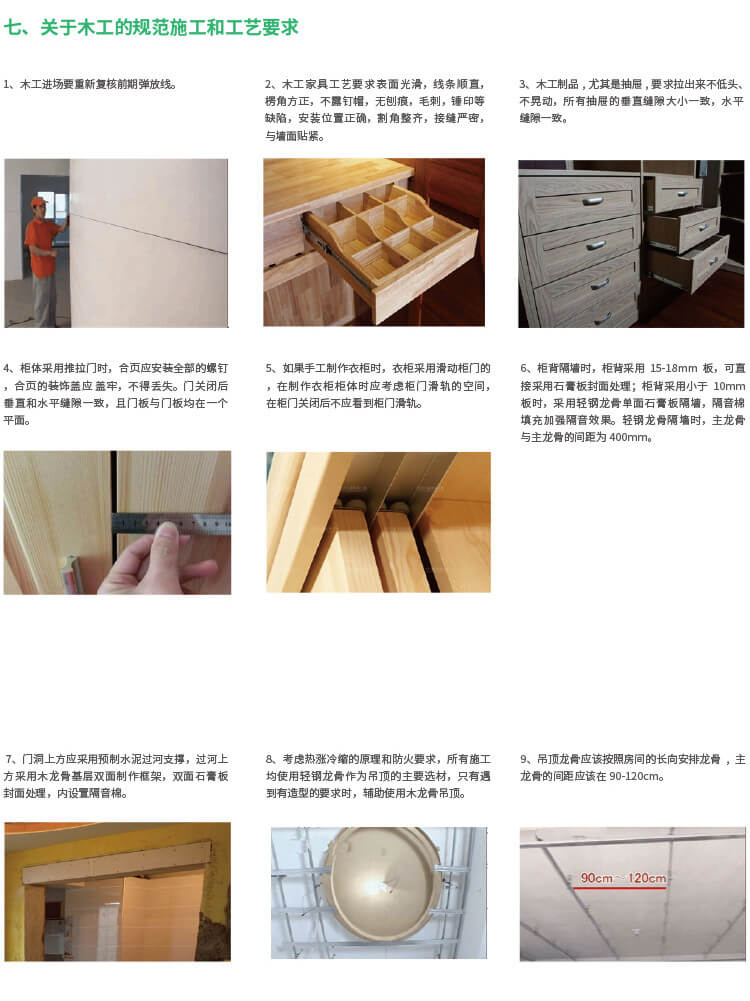 七、关于木工的规范施工和工艺要求
1、木工进场要重新复核前期弹放线。
2、木工家具工艺要求表面光滑，线条顺直，
楞角方正，不露钉帽，无刨痕，毛刺，锤印等
缺陷，安装位置正确，割角整齐，接缝严密，
与墙面贴紧。
3、木工制品 , 尤其是抽屉 , 要求拉出来不低头、
不晃动，所有抽屉的垂直缝隙大小一致，水平
缝隙一致。
4、柜体采用推拉门时，合页应安装全部的螺钉
，合页的装饰盖应 盖牢，不得丢失。门关闭后
垂直和水平缝隙一致，且门板与门板均在一个
平面。
5、如果手工制作衣柜时，衣柜采用滑动柜门的
，在制作衣柜柜体时应考虑柜门滑轨的空间，
在柜门关闭后不应看到柜门滑轨。
6、柜背隔墙时，柜背采用 15-18mm 板，可直
接采用石膏板封面处理；柜背采用小于 10mm
板时，采用轻钢龙骨单面石膏板隔墙，隔音棉
填充加强隔音效果。轻钢龙骨隔墙时，主龙骨
与主龙骨的间距为 400mm。
7、门洞上方应采用预制水泥过河支撑，过河上
方采用木龙骨基层双面制作框架，双面石膏板
封面处理，内设置隔音棉。
8、考虑热涨冷缩的原理和防火要求，所有施工
均使用轻钢龙骨作为吊顶的主要选材，只有遇
到有造型的要求时，辅助使用木龙骨吊顶。
9、吊顶龙骨应该按照房间的长向安排龙骨 , 主
龙骨的间距应该在 90-120cm。
1 2 3 4 5 6 7 8 9 10
90cm～120cm